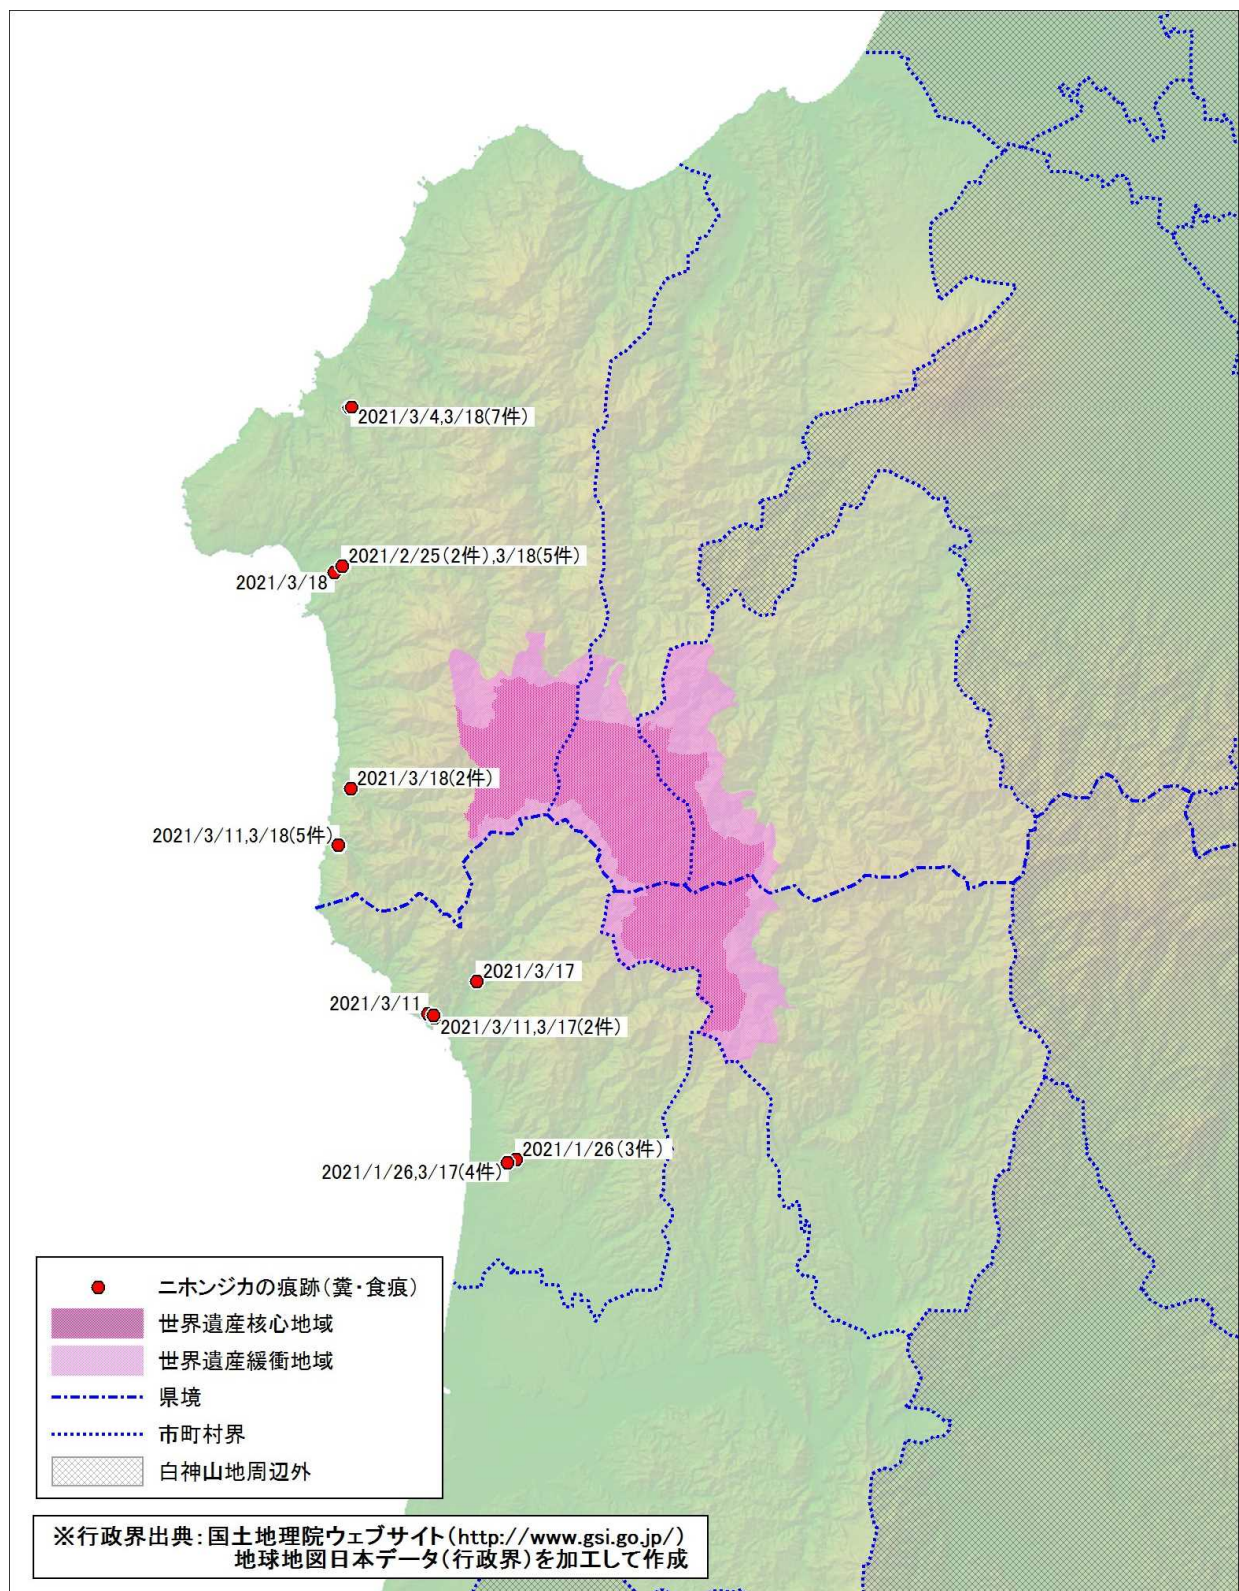 2021/3/4,3/18(7件)
2021/2/25(2件),3/18(5件)
2021/3/18
2021/3/18(2件)
2021/3/11,3/18(5件)
2021/3/17
2021/3/11
2021/3/11,3/17(2件)
2021/1/26(3件)
2021/1/26,3/17(4件)
ニホンジカの痕跡(糞・食痕)
世界遺産核心地域
世界遺産緩衝地域
県境
市町村界
白神山地周辺外
※行政界出典:国土地理院ウェブサイト(http://www.gsi.go.jp/)
地球地図日本データ(行政界)を加工して作成